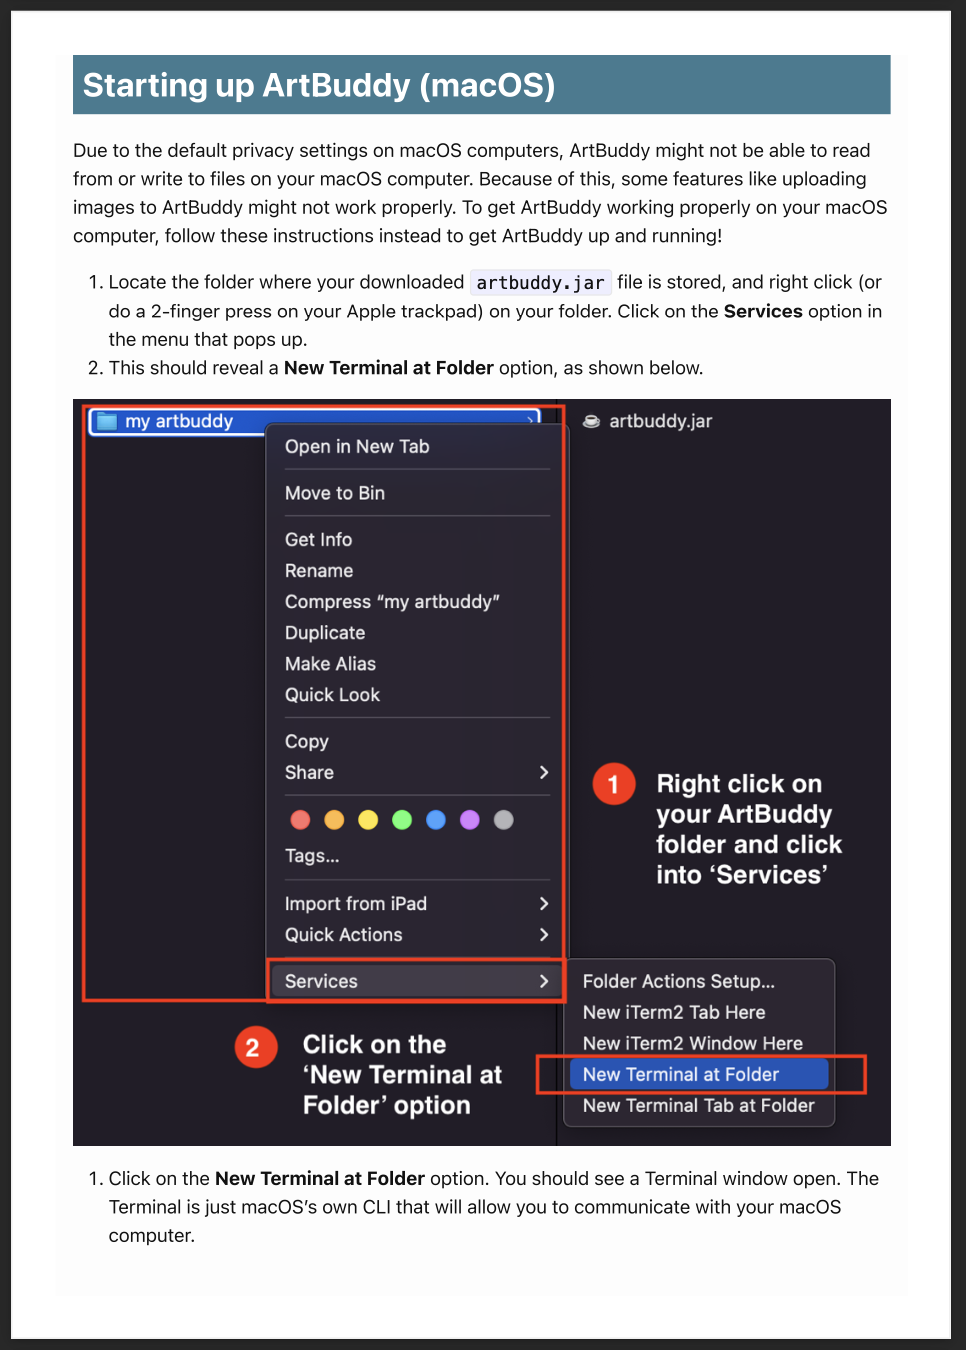 Starting up ArtBuddy (macOS)
Due to the default privacy settings on macOS computers, ArtBuddy might not be able to read
from or write to files on your macOS computer. Because of this, some features like uploading
images to ArtBuddy might not work properly. To get ArtBuddy working properly on your macOS
computer, follow these instructions instead to get ArtBuddy up and running!
1. Locate the folder where your downloaded artbuddy.jar file is stored, and right click (or
do a 2-finger press on your Apple trackpad) on your folder. Click on the Services option in
the menu that pops up.
2. This should reveal a New Terminal at Folder option, as shown below.
my artbuddy
artbuddy.jar
Open in New Tab
Move to Bin
Get Info
Rename
Compress “my artbuddy”
Duplicate
Make Alias
Quick Look
Copy
Share
Tags...
Import from iPad
Quick Actions
Services
1 Right click on
your ArtBuddy
folder and click
into ‘Services’
Folder Actions Setup...
New iTerm2 Tab Here
New iTerm2 Window Here
New Terminal at Folder
New Terminal Tab at Folder
2 Click on the
‘New Terminal at
Folder’ option
1. Click on the New Terminal at Folder option. You should see a Terminal window open. The
Terminal is just macOS’s own CLI that will allow you to communicate with your macOS
computer.